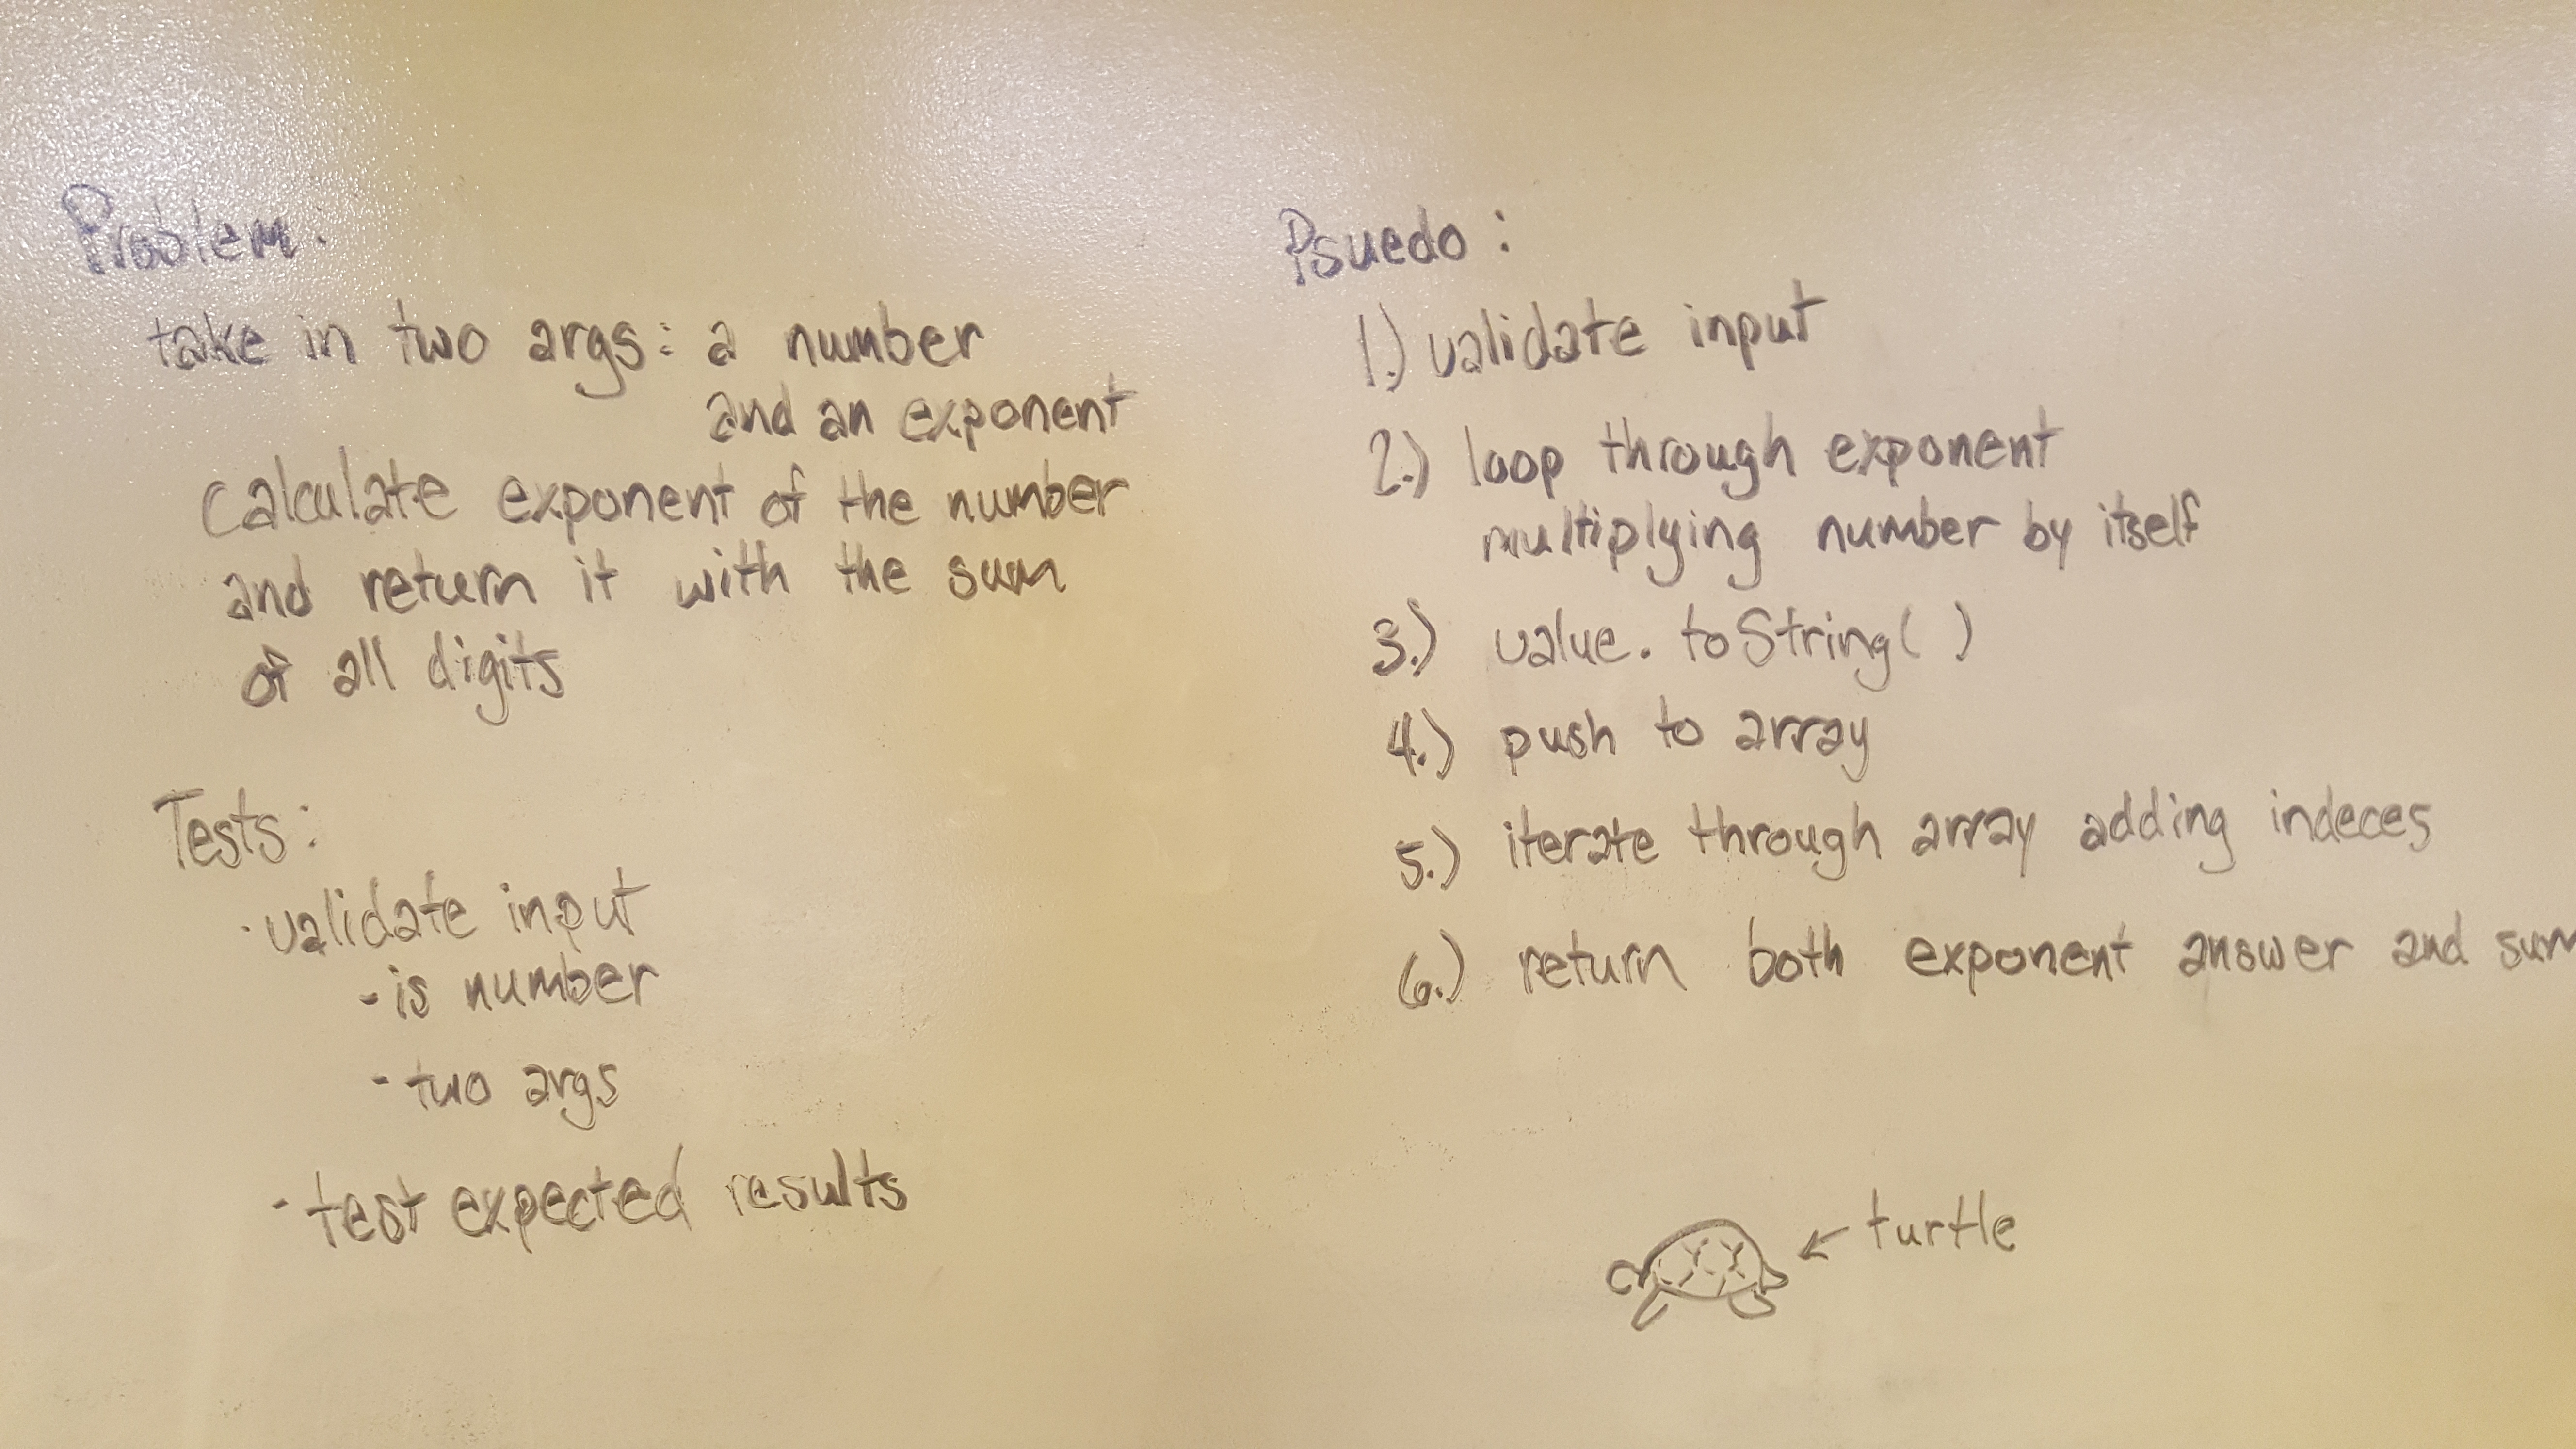 Problem:
take in two args: a number
and an exponent
Calculate exponent of the number
and return it with the sum
of all digits
Tests:
· validate input
- is number
- two args
- test expected results
Psuedo:
1.) validate input
2.) loop through exponent
multiplying number by itself
3.) value.toString( )
4.) push to array
5.) iterate through array adding indeces
6.) return both exponent answer and sum
← turtle